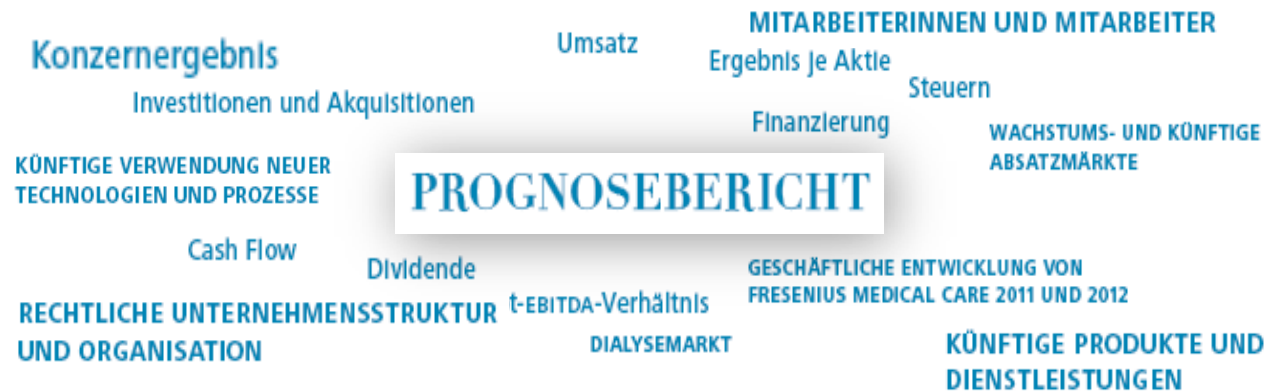 MITARBEITERINNEN UND MITARBEITER
Konzernergebnis
Umsatz
Ergebnis je Aktie
Steuern
Investitionen und Akquisitionen
Finanzierung
WACHSTUMS- UND KÜNFTIGE
ABSATZMÄRKTE
KÜNFTIGE VERWENDUNG NEUER
TECHNOLOGIEN UND PROZESSE
PROGNOSEBERICHT
Cash Flow
Dividende
GESCHÄFTLICHE ENTWICKLUNG VON
FRESENIUS MEDICAL CARE 2011 UND 2012
RECHTLICHE UNTERNEHMENSSTRUKTUR
UND ORGANISATION
t-EBITDA-Verhältnis
DIALYSEMARKT
KÜNFTIGE PRODUKTE UND
DIENSTLEISTUNGEN